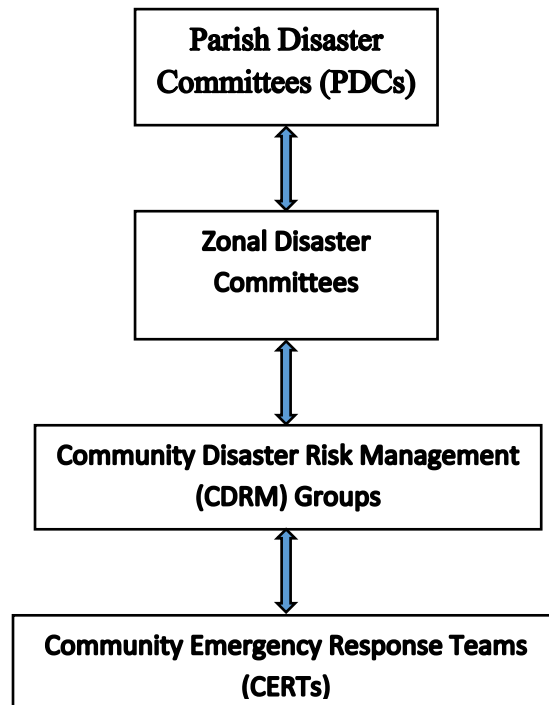 Parish Disaster
Committees (PDCs)
Zonal Disaster
Committees
Community Disaster Risk Management
(CDRM) Groups
Community Emergency Response Teams
(CERTs)